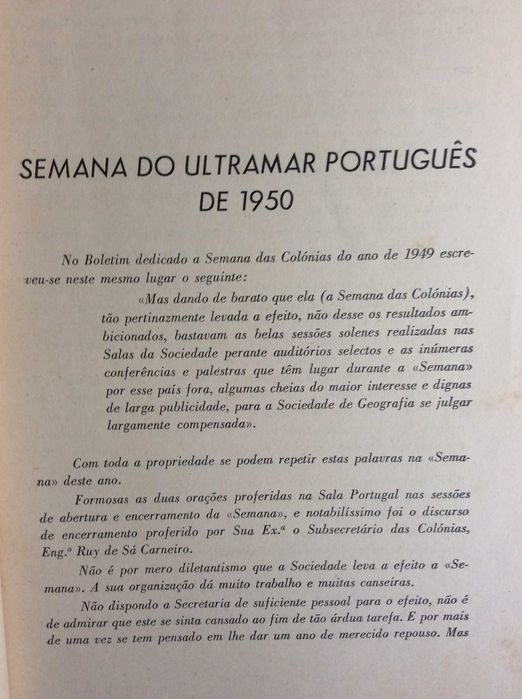 SEMANA DO ULTRAMAR PORTUGUÊS
DE 1950
No Boletim dedicado a Semana das Colónias do ano de 1949 escre-
veu-se neste mesmo lugar o seguinte:
«Mas dando de barato que ela (a Semana das Colónias),
tão pertinazmente levada a efeito, não desse os resultados am-
bicionados, bastavam as belas sessões solenes realizadas nas
Salas da Sociedade perante auditórios selectos e as inúmeras
conferências e palestras que têm lugar durante a «Semana»
por esse país fora, algumas cheias do maior interesse e dignas
de larga publicidade, para a Sociedade de Geografia se julgar
largamente compensada».
Com toda a propriedade se podem repetir estas palavras na «Sema-
na» deste ano.
Formosas as duas orações proferidas na Sala Portugal nas sessões
de abertura e encerramento da «Semana», e notabilíssimo foi o discurso
de encerramento proferido por Sua Ex.ª o Subsecretário das Colónias,
Eng.º Ruy de Sá Carneiro.
Não é por mero diletantismo que a Sociedade leva a efeito a «Se-
mana». A sua organização dá muito trabalho e muitas canseiras.
Não dispondo a Secretaria de suficiente pessoal para o efeito, não é
de admirar que este se sinta cansado ao fim de tão árdua tarefa. E por mais
de uma vez se tem pensado em lhe dar um ano de merecido repouso. Mas